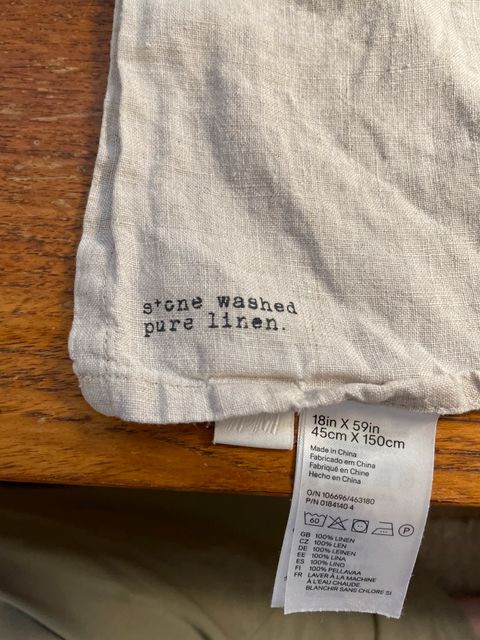 stone washed
pure linen.
18in X 59in
45cm X 150cm
Made in China
Fabricado em China
Fabriqué en Chine
Hecho en China
O/N 106696/463180
P/N 0184140 4
60 P
GB 100% LINEN
CZ 100% LEN
DE 100% LEINEN
EE 100% LINA
ES 100% LINO
FI 100% PELLAVAA
FR LAVER À LA MACHINE
À L'EAU CHAUDE.
BLANCHIR SANS CHLORE SI